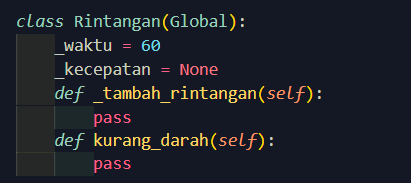 class Rintangan(Global):
    _waktu = 60
    _kecepatan = None
    def _tambah_rintangan(self):
        pass
    def kurang_darah(self):
        pass